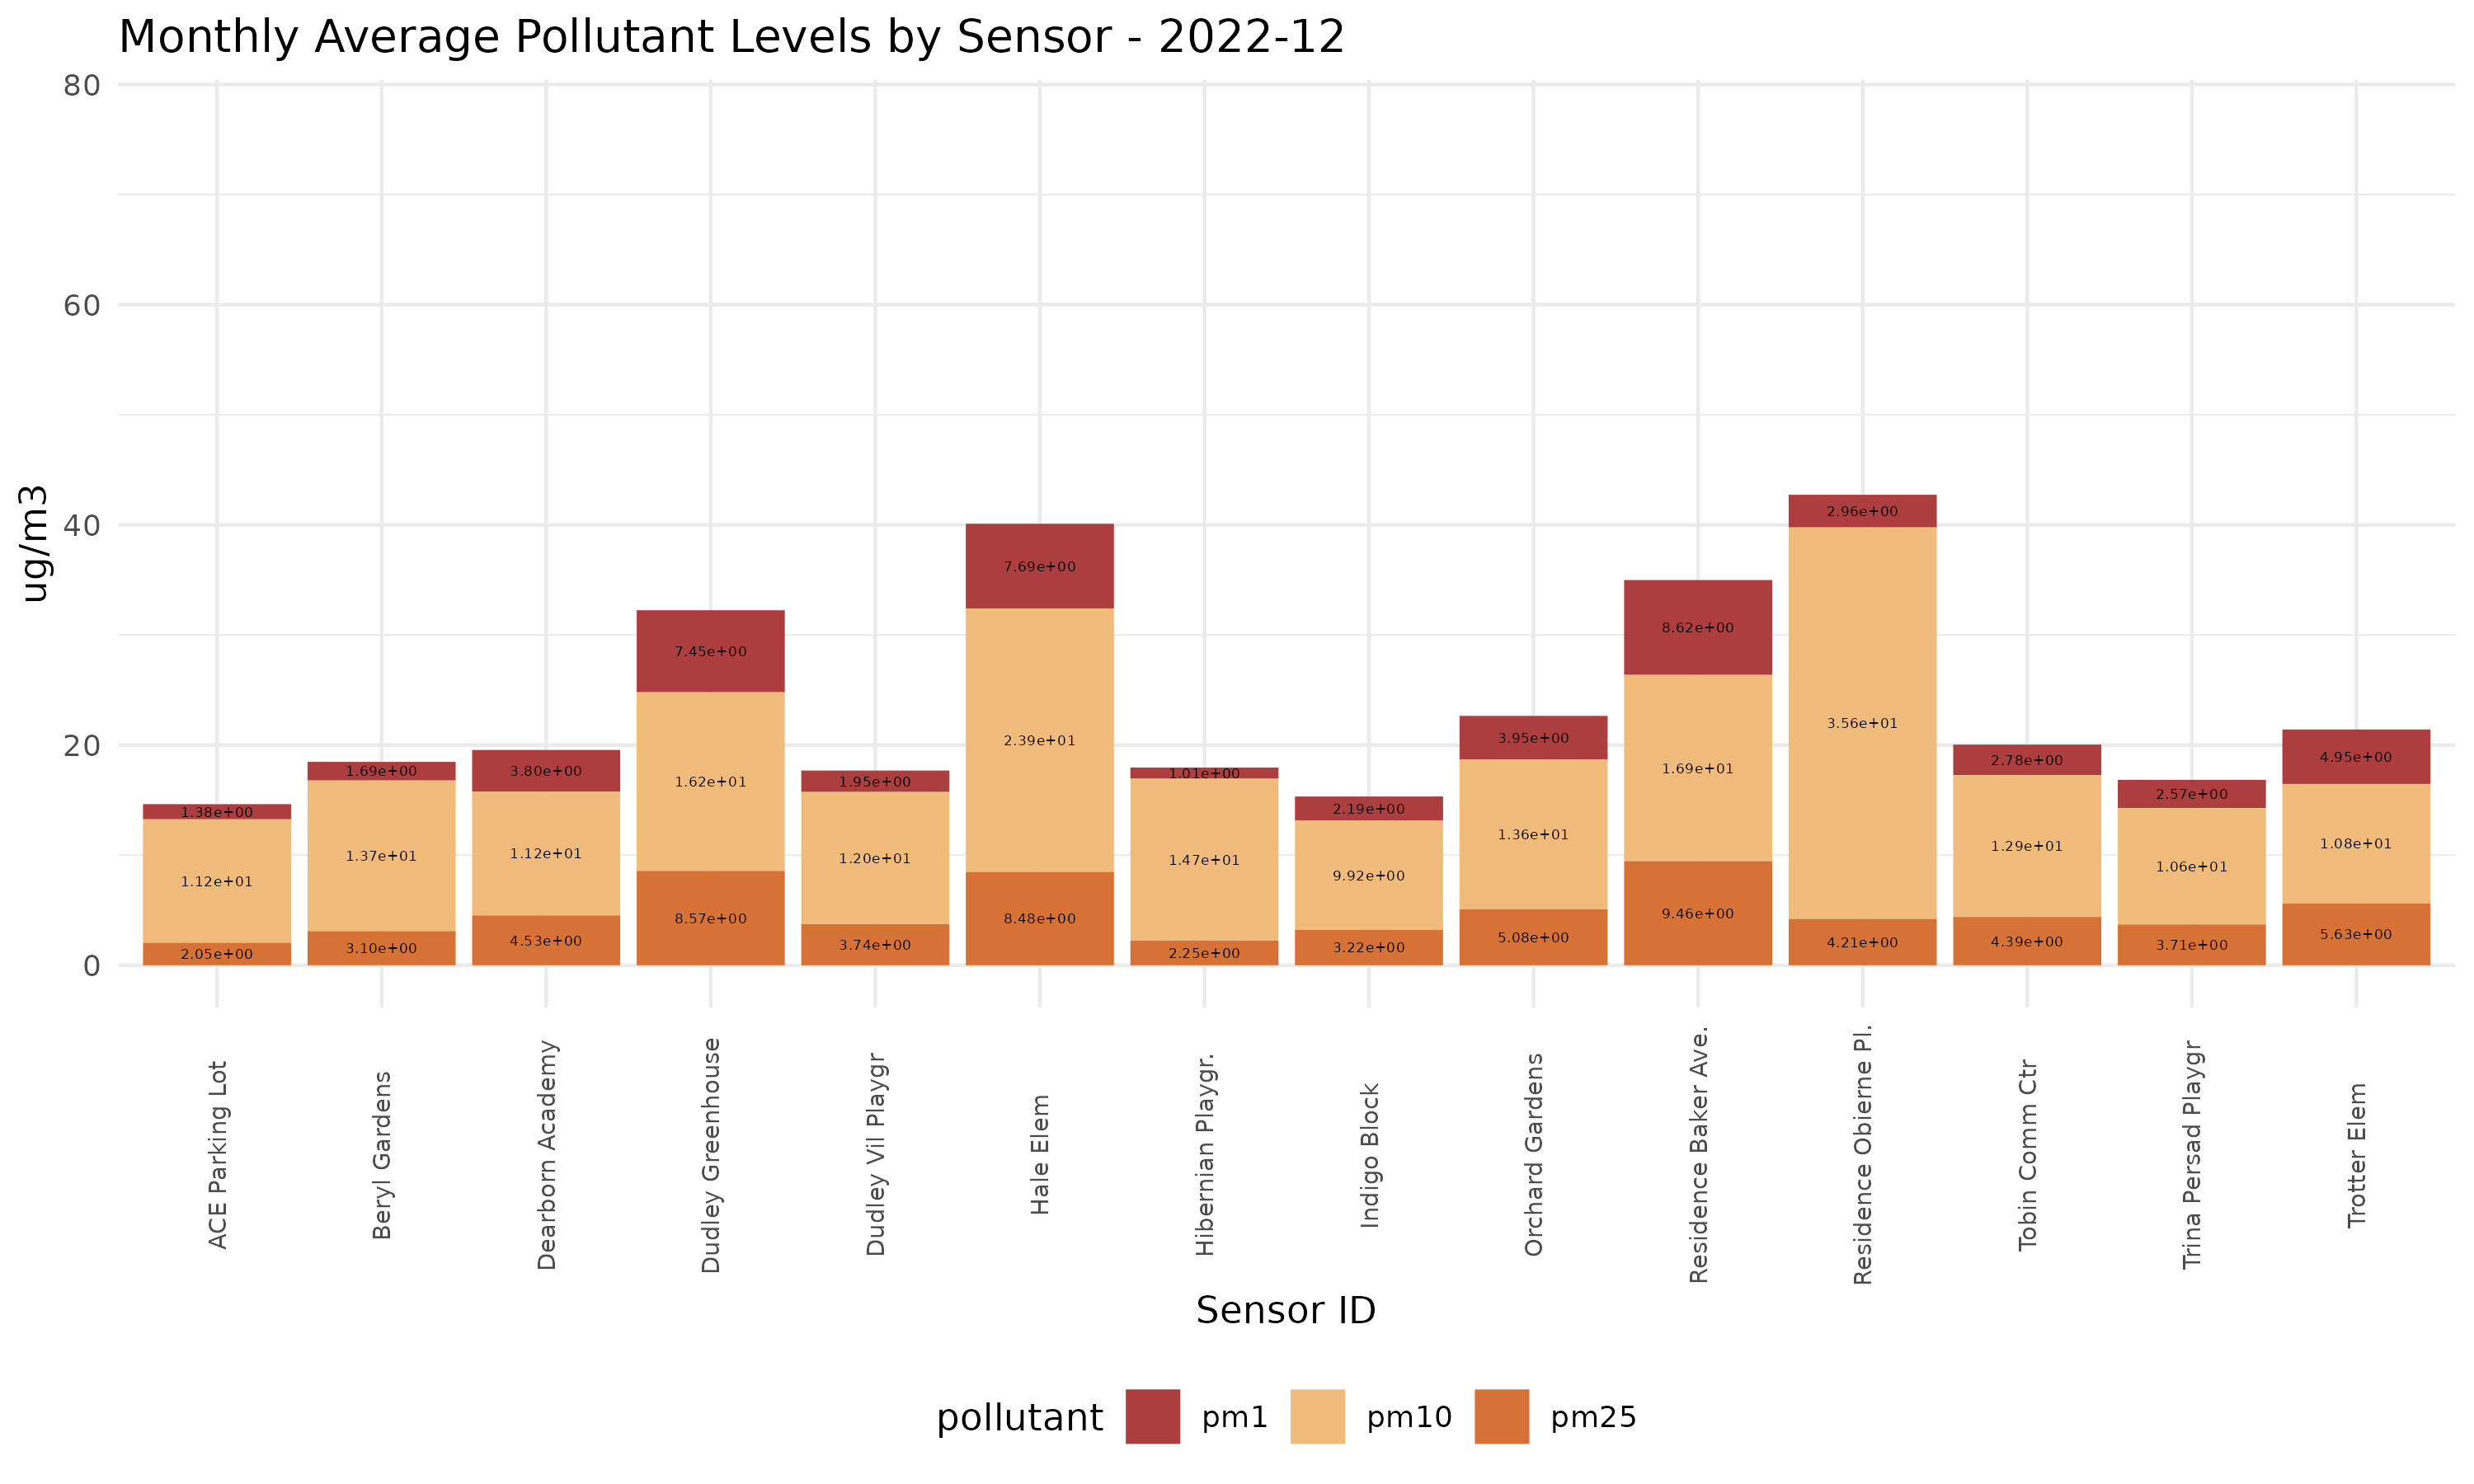 Monthly Average Pollutant Levels by Sensor - 2022-12
80
60
40
20
0
ug/m3
1.38e+00
1.12e+01
2.05e+00
1.69e+00
1.37e+01
3.10e+00
3.80e+00
1.12e+01
4.53e+00
7.45e+00
1.62e+01
8.57e+00
1.95e+00
1.20e+01
3.74e+00
7.69e+00
2.39e+01
8.48e+00
1.01e+00
1.47e+01
2.25e+00
2.19e+00
9.92e+00
3.22e+00
3.95e+00
1.36e+01
5.08e+00
8.62e+00
1.69e+01
9.46e+00
2.96e+00
3.56e+01
4.21e+00
2.78e+00
1.29e+01
4.39e+00
2.57e+00
1.06e+01
3.71e+00
4.95e+00
1.08e+01
5.63e+00
ACE Parking Lot
Beryl Gardens
Dearborn Academy
Dudley Greenhouse
Dudley Vil Playgr
Hale Elem
Hibernian Playgr.
Indigo Block
Orchard Gardens
Residence Baker Ave.
Residence Obierne Pl.
Tobin Comm Ctr
Trina Persad Playgr
Trotter Elem
Sensor ID
pollutant pm1 pm10 pm25